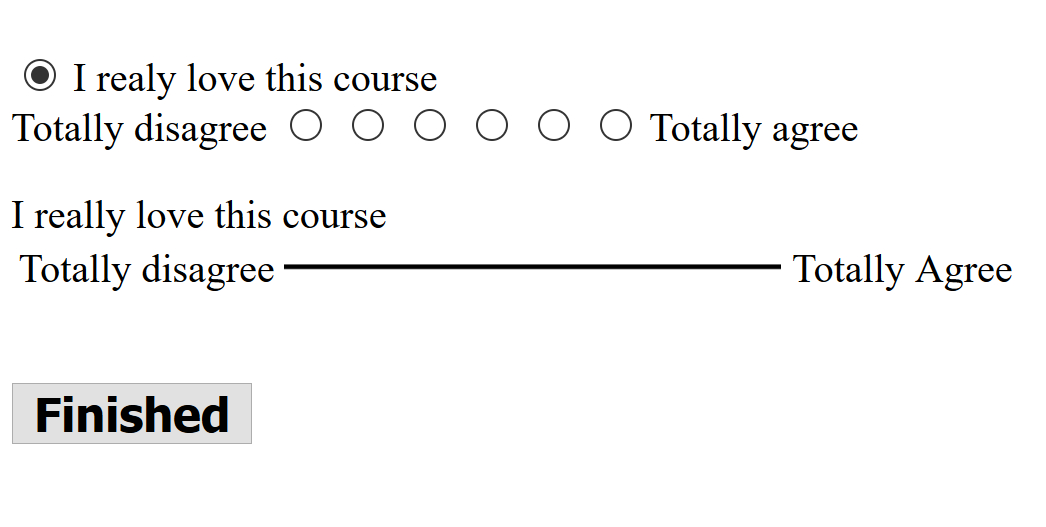 I realy love this course
Totally disagree Totally agree
I really love this course
Totally disagree Totally Agree
Finished